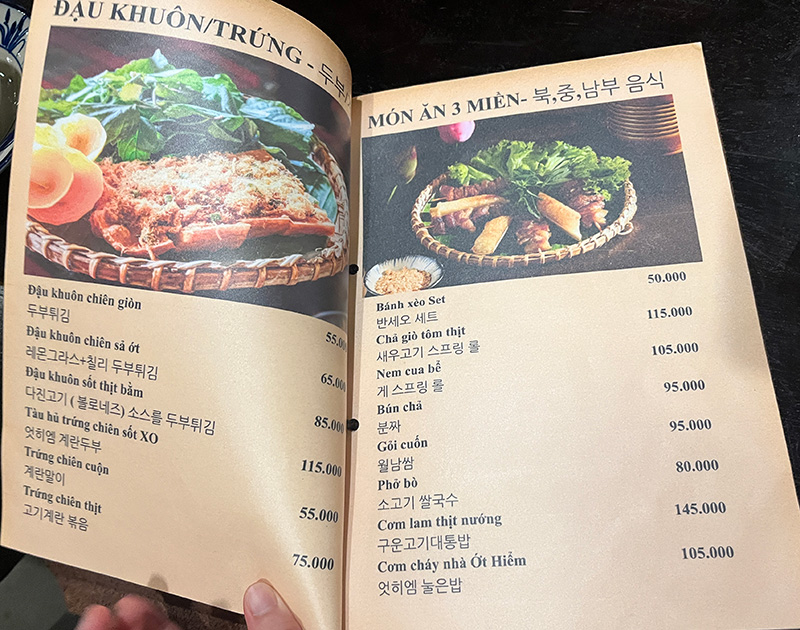 ĐẬU KHUÔN/TRỨNG - 두부/
Đậu khuôn chiên giòn
두부튀김
55.000
Đậu khuôn chiên sả ớt
레몬그라스+칠리 두부튀김
65.000
Đậu khuôn sốt thịt bằm
다진고기 ( 볼로네즈) 소스를 두부튀김
85.000
Tàu hủ trứng chiên sốt XO
엇히엠 계란두부
115.000
Trứng chiên cuộn
계란말이
55.000
Trứng chiên thịt
고기계란 볶음
75.000
MÓN ĂN 3 MIỀN- 북,중,남부 음식
Bánh xèo Set
50.000
반세오 세트
Chả giò tôm thịt
115.000
새우고기 스프링 롤
Nem cua bể
105.000
게 스프링 롤
Bún chả
95.000
분짜
Gỏi cuốn
95.000
월남쌈
Phở bò
80.000
소고기 쌀국수
Cơm lam thịt nướng
145.000
구운고기대통밥
Cơm cháy nhà Ớt Hiểm
105.000
엇히엠 눌은밥